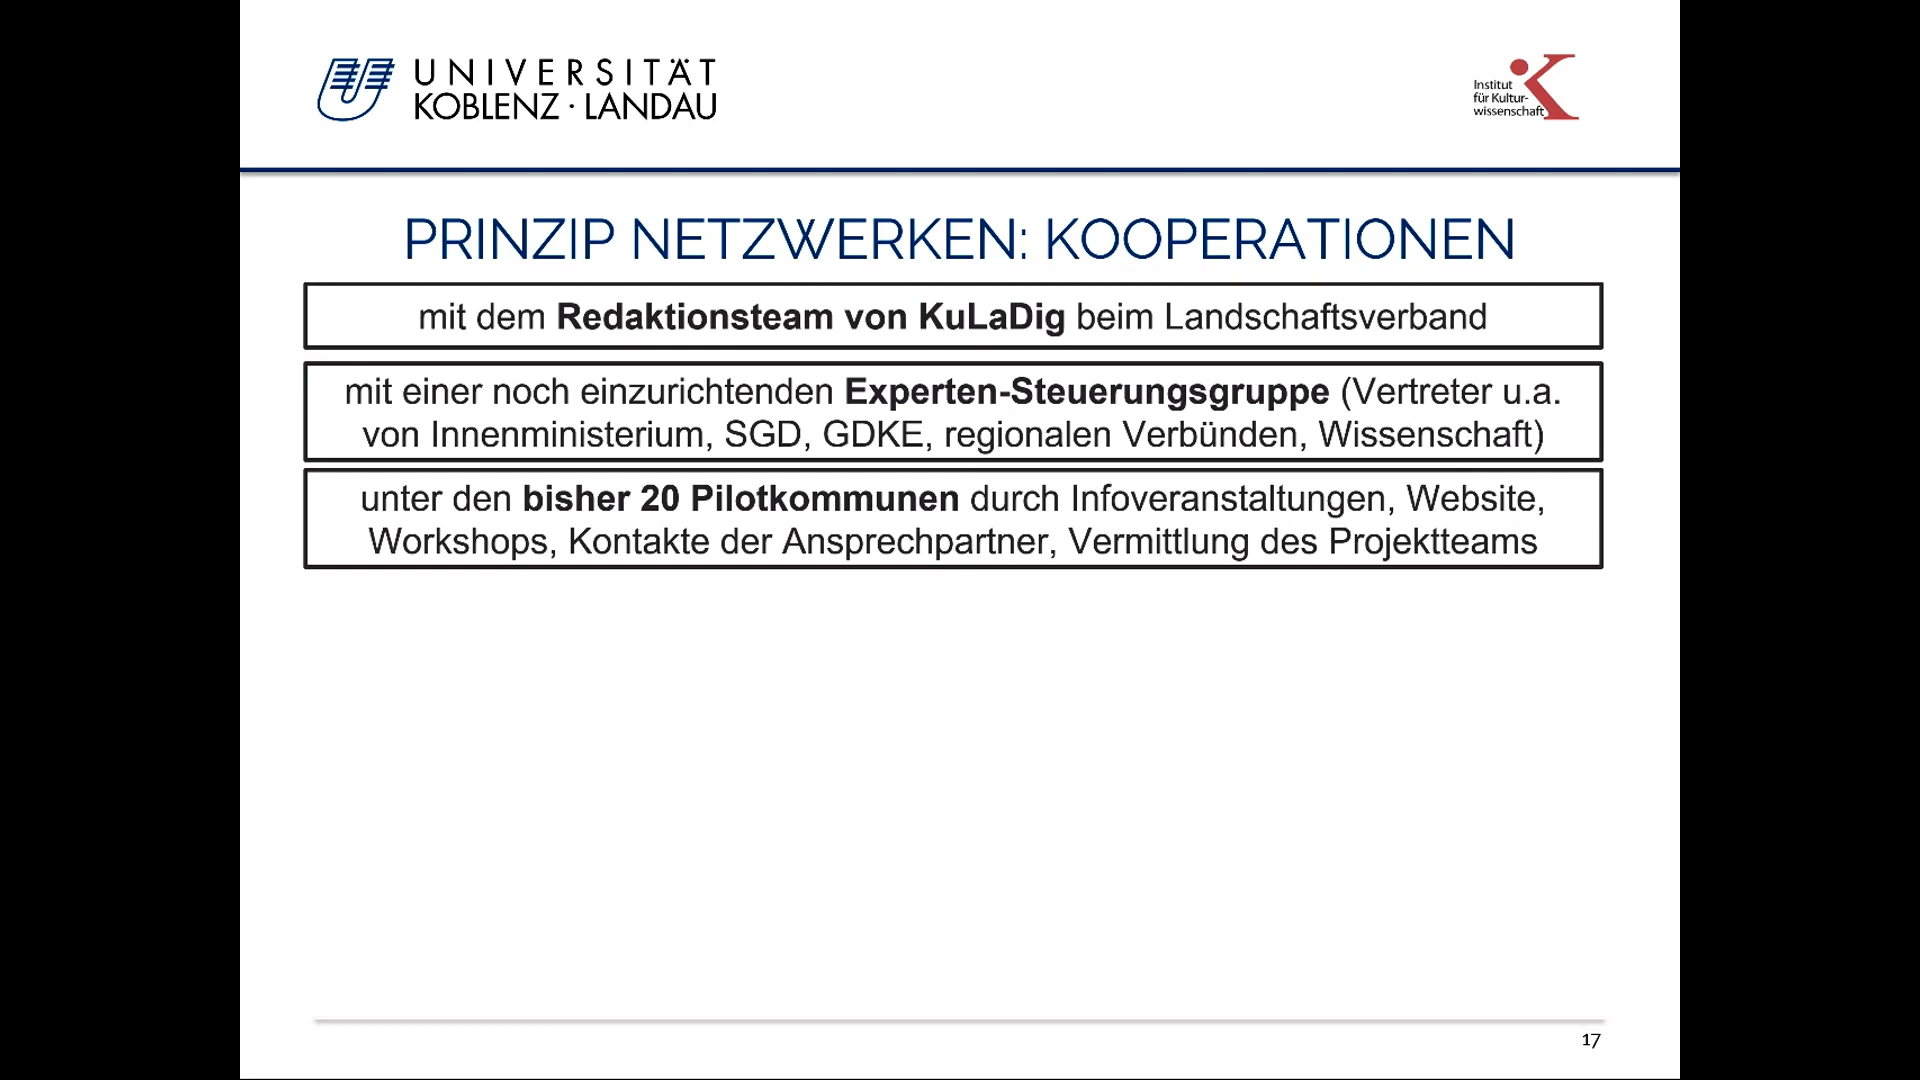 UNIVERSITÄT
KOBLENZ · LANDAU
Institut
für Kultur-
wissenschaft
PRINZIP NETZWERKEN: KOOPERATIONEN
mit dem Redaktionsteam von KuLaDig beim Landschaftsverband
mit einer noch einzurichtenden Experten-Steuerungsgruppe (Vertreter u.a.
von Innenministerium, SGD, GDKE, regionalen Verbünden, Wissenschaft)
unter den bisher 20 Pilotkommunen durch Infoveranstaltungen, Website,
Workshops, Kontakte der Ansprechpartner, Vermittlung des Projektteams
17